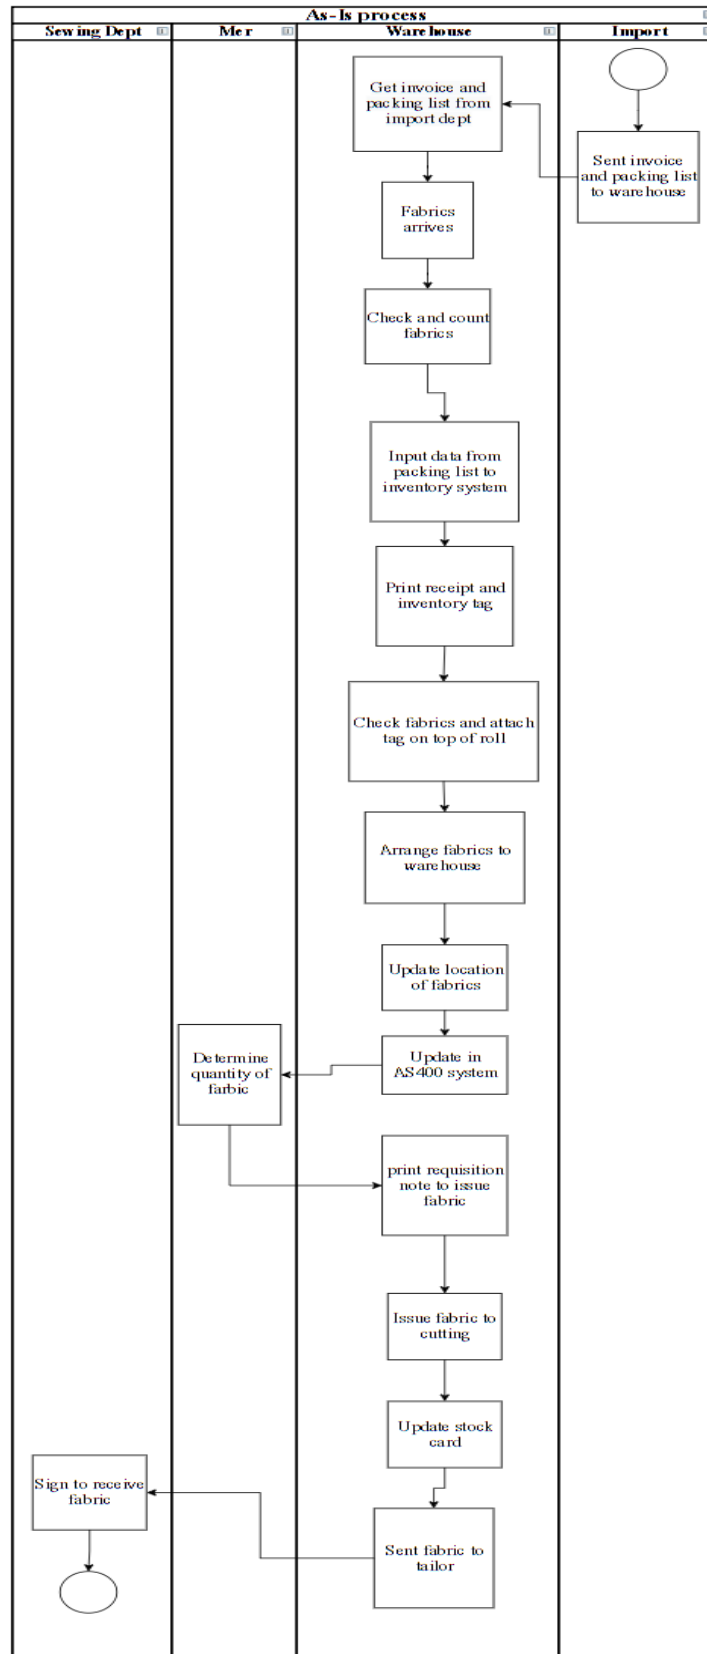 As-Is process
Sewing Dept
Mer
Warehouse
Import
Get invoice and
packing list from
import dept
Sent invoice
and packing list
to warehouse
Fabrics
arrives
Check and count
fabrics
Input data from
packing list to
inventory system
Print receipt and
inventory tag
Check fabrics and attach
tag on top of roll
Arrange fabrics to
warehouse
Update location
of fabrics
Update in
AS400 system
Determine
quantity of
farbic
print requisition
note to issue
fabric
Issue fabric to
cutting
Update stock
card
Sign to receive
fabric
Sent fabric to
tailor